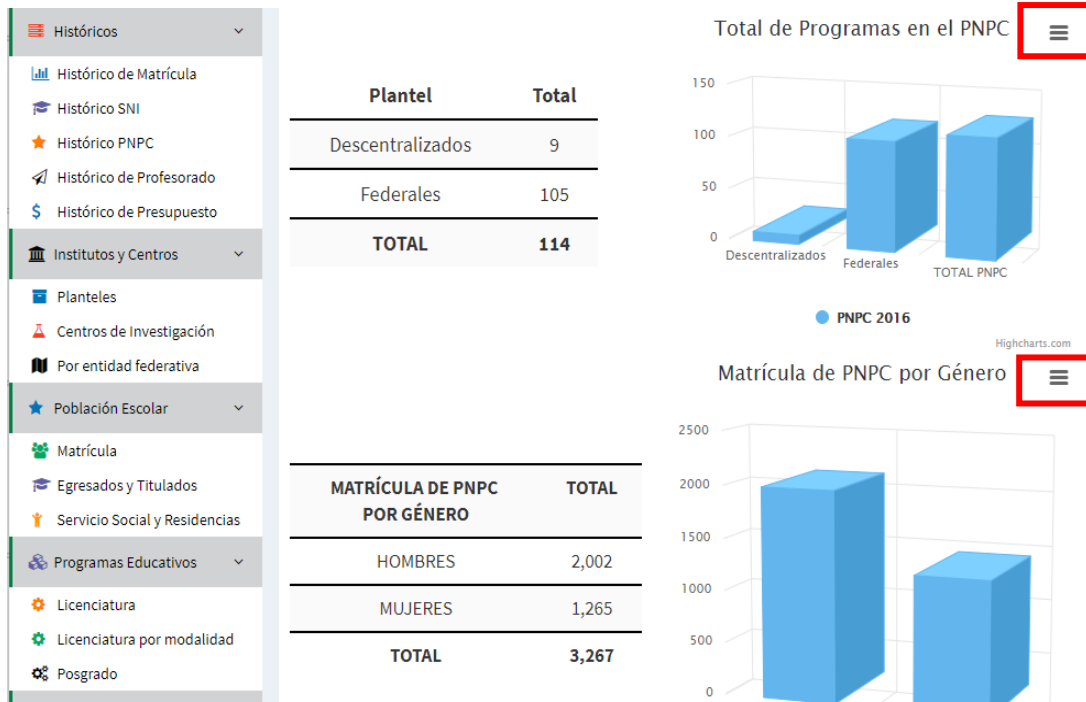 Históricos
Histórico de Matrícula
Histórico SNI
Histórico PNPC
Histórico de Profesorado
Histórico de Presupuesto
Institutos y Centros
Planteles
Centros de Investigación
Por entidad federativa
Población Escolar
Matrícula
Egresados y Titulados
Servicio Social y Residencias
Programas Educativos
Licenciatura
Licenciatura por modalidad
Posgrado
Plantel Total
Descentralizados 9
Federales 105
TOTAL 114
MATRÍCULA DE PNPC TOTAL
POR GÉNERO
HOMBRES 2,002
MUJERES 1,265
TOTAL 3,267
Total de Programas en el PNPC
150
100
50
0
Descentralizados Federales TOTAL PNPC
PNPC 2016
Highcharts.com
Matrícula de PNPC por Género
2500
2000
1500
1000
500
0